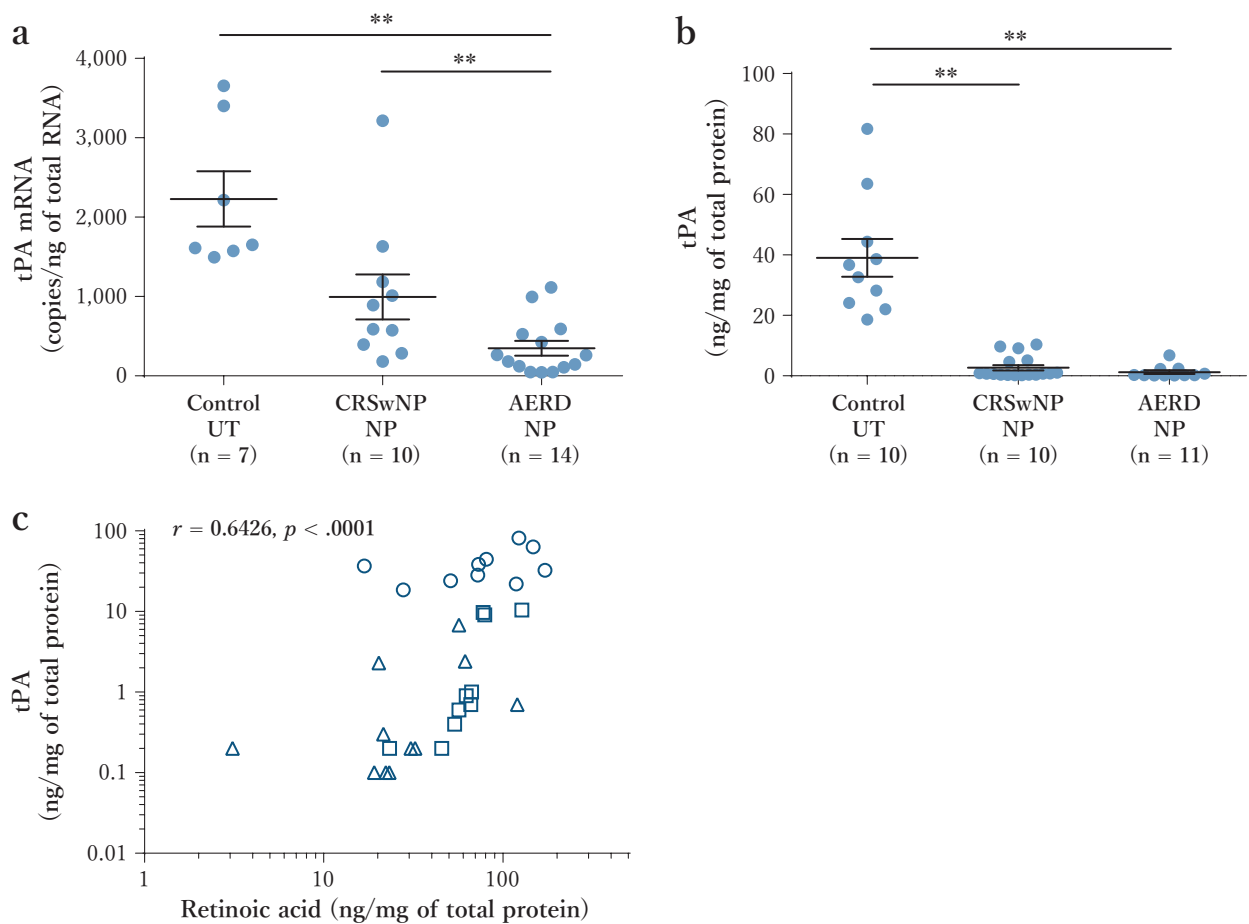 a
**
**
4,000
3,000
2,000
1,000
0
tPA mRNA
(copies/ng of total RNA)
Control
UT
(n = 7)
CRSwNP
NP
(n = 10)
AERD
NP
(n = 14)
b
**
**
100
80
60
40
20
0
tPA
(ng/mg of total protein)
Control
UT
(n = 10)
CRSwNP
NP
(n = 10)
AERD
NP
(n = 11)
c
r = 0.6426, p < .0001
100
10
1
0.1
0.01
tPA
(ng/mg of total protein)
1
10
100
Retinoic acid (ng/mg of total protein)